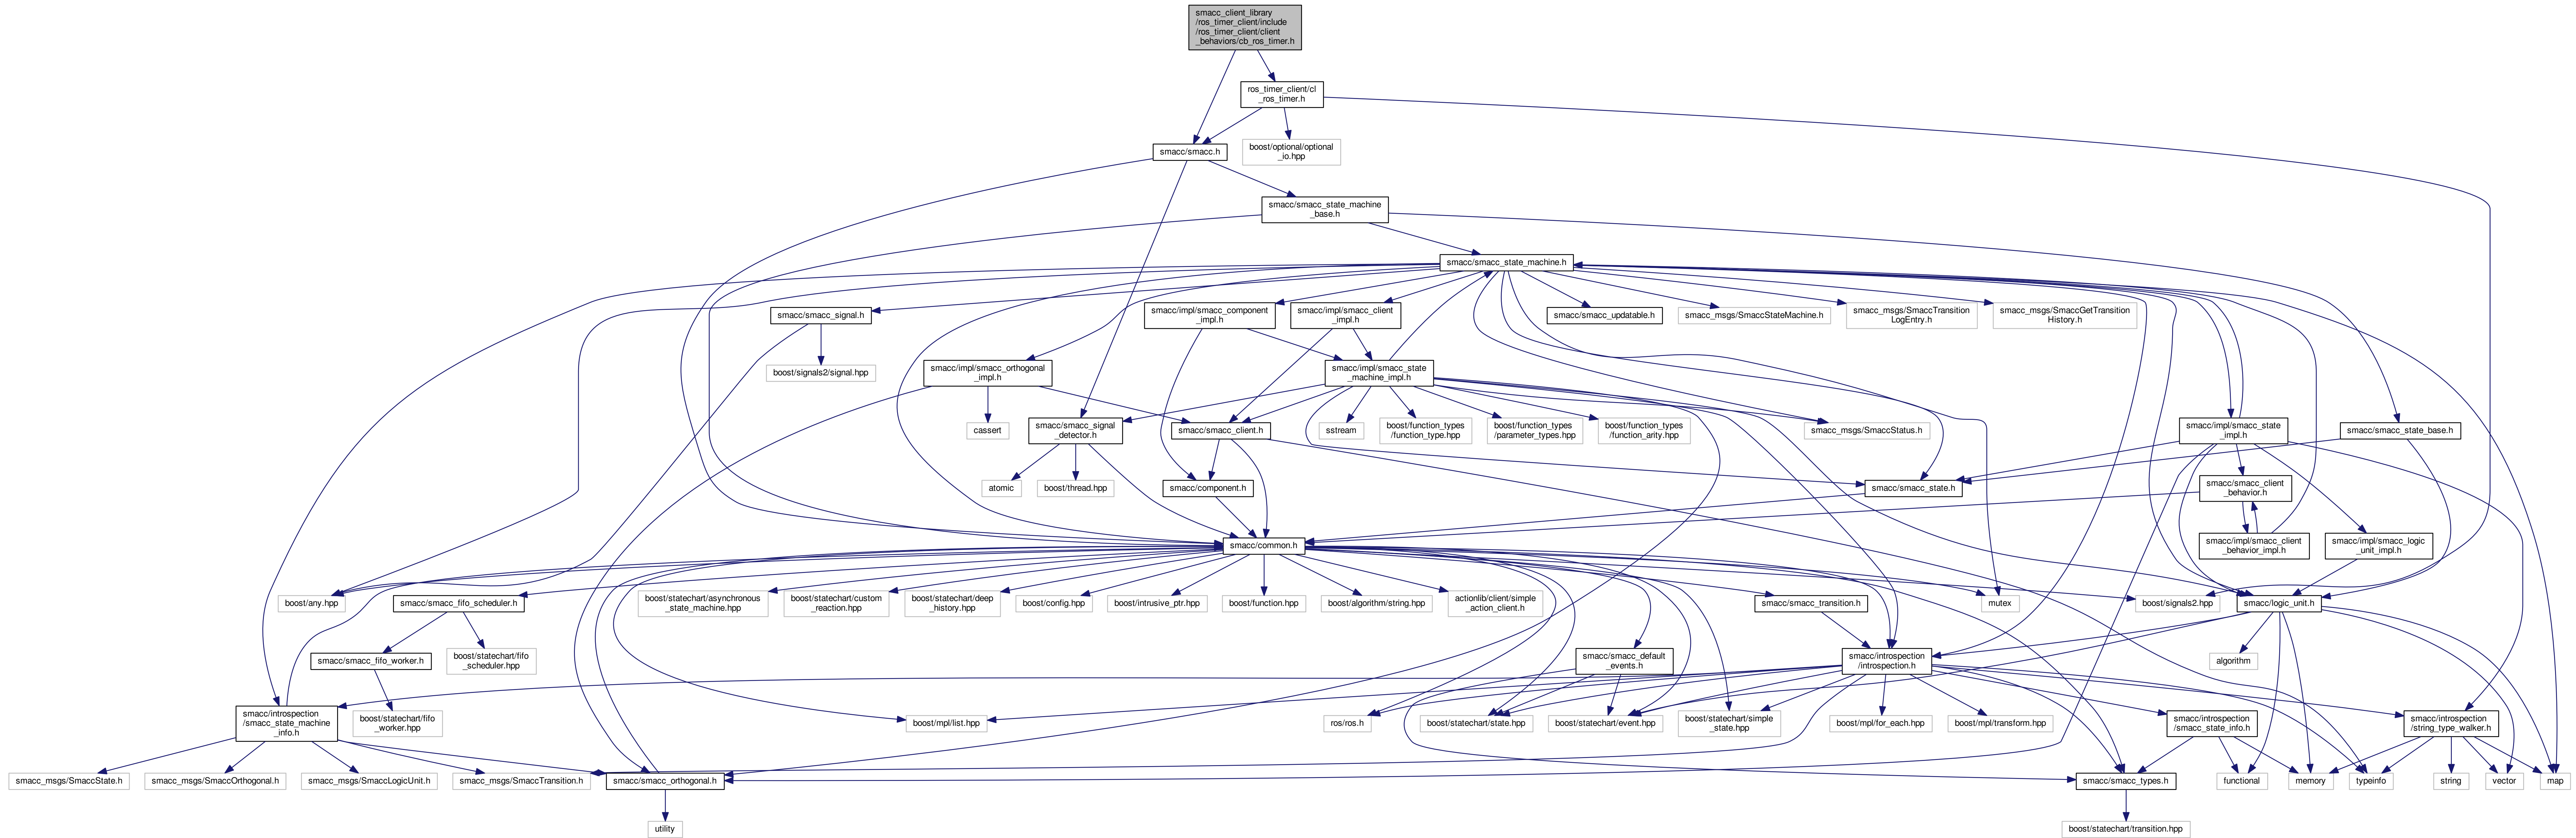 smacc_client_library
/ros_timer_client/include
/ros_timer_client/client
_behaviors/cb_ros_timer.h
ros_timer_client/cl
_ros_timer.h
smacc/smacc.h
boost/optional/optional
_io.hpp
smacc/smacc_state_machine
_base.h
smacc/smacc_state_machine.h
smacc/smacc_signal.h
smacc/impl/smacc_component
_impl.h
smacc/impl/smacc_client
_impl.h
smacc/smacc_updatable.h
smacc_msgs/SmaccStateMachine.h
smacc_msgs/SmaccTransition
LogEntry.h
smacc_msgs/SmaccGetTransition
History.h
boost/signals2/signal.hpp
smacc/impl/smacc_orthogonal
_impl.h
smacc/impl/smacc_state
_machine_impl.h
cassert
smacc/smacc_signal
_detector.h
smacc/smacc_client.h
sstream
boost/function_types
/function_type.hpp
boost/function_types
/parameter_types.hpp
boost/function_types
/function_arity.hpp
smacc_msgs/SmaccStatus.h
smacc/impl/smacc_state
_impl.h
smacc/smacc_state_base.h
atomic
boost/thread.hpp
smacc/component.h
smacc/smacc_state.h
smacc/smacc_client
_behavior.h
smacc/common.h
smacc/impl/smacc_client
_behavior_impl.h
smacc/impl/smacc_logic
_unit_impl.h
boost/any.hpp
smacc/smacc_fifo_scheduler.h
boost/statechart/asynchronous
_state_machine.hpp
boost/statechart/custom
_reaction.hpp
boost/statechart/deep
_history.hpp
boost/config.hpp
boost/intrusive_ptr.hpp
boost/function.hpp
boost/algorithm/string.hpp
actionlib/client/simple
_action_client.h
smacc/smacc_transition.h
mutex
boost/signals2.hpp
smacc/logic_unit.h
smacc/smacc_fifo_worker.h
boost/statechart/fifo
_scheduler.hpp
smacc/smacc_default
_events.h
smacc/introspection
/introspection.h
algorithm
smacc/introspection
/smacc_state_machine
_info.h
boost/statechart/fifo
_worker.hpp
boost/mpl/list.hpp
ros/ros.h
boost/statechart/state.hpp
boost/statechart/event.hpp
boost/statechart/simple
_state.hpp
boost/mpl/for_each.hpp
boost/mpl/transform.hpp
smacc/introspection
/smacc_state_info.h
smacc/introspection
/string_type_walker.h
smacc_msgs/SmaccState.h
smacc_msgs/SmaccOrthogonal.h
smacc_msgs/SmaccLogicUnit.h
smacc_msgs/SmaccTransition.h
smacc/smacc_orthogonal.h
smacc/smacc_types.h
functional
memory
typeinfo
string
vector
map
utility
boost/statechart/transition.hpp